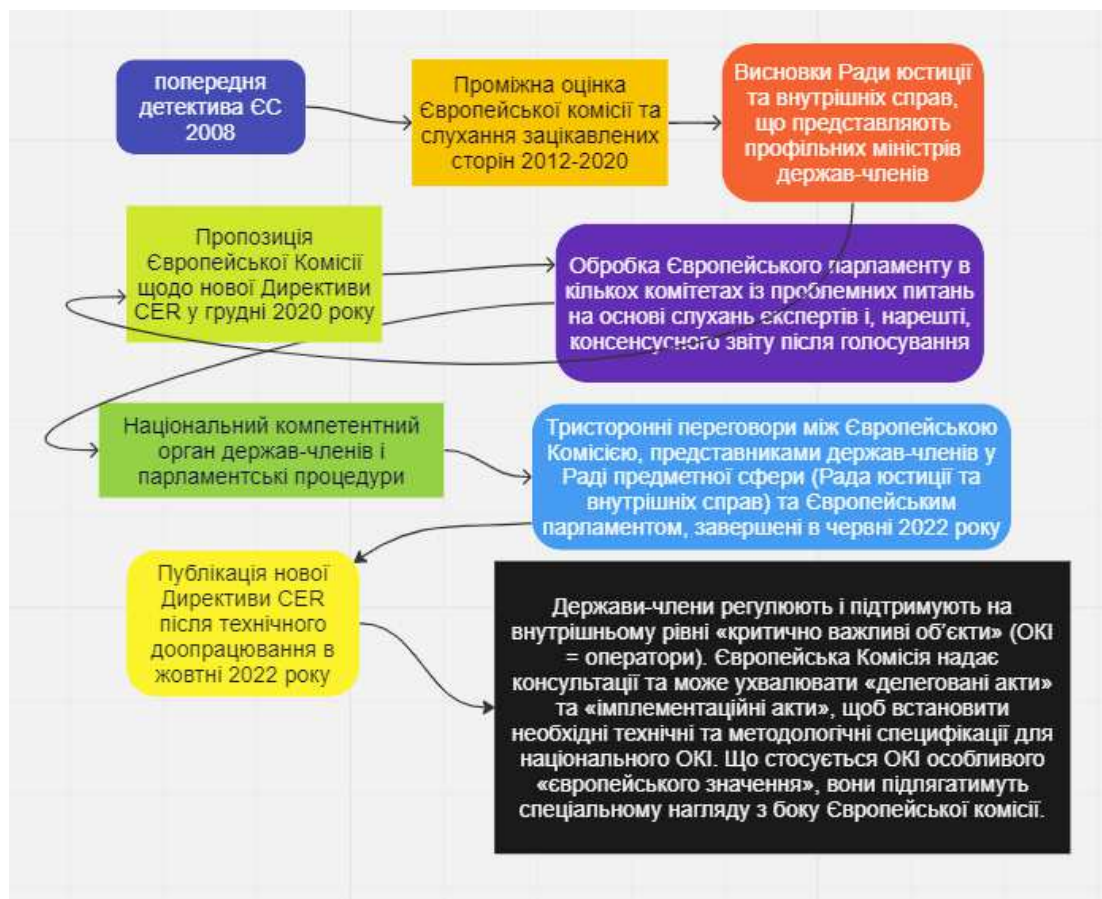 попередня
детектива ЄС
2008
Проміжна оцінка
Європейської комісії та
слухання зацікавлених
сторін 2012-2020
Висновки Ради юстиції
та внутрішніх справ,
що представляють
профільних міністрів
держав-членів
Пропозиція
Європейської Комісії
щодо нової Директиви
CER у грудні 2020 року
Обробка Європейського парламенту в
кількох комітетах із проблемних питань
на основі слухань експертів і, нарешті,
консенсусного звіту після голосування
Національний компетентний
орган держав-членів і
парламентські процедури
Тристоронні переговори між Європейською
Комісією, представниками держав-членів у
Раді предметної сфери (Рада юстиції та
внутрішніх справ) та Європейським
парламентом, завершені в червні 2022 року
Публікація нової
Директиви CER
після технічного
доопрацювання в
жовтні 2022 року
Держави-члени регулюють і підтримують на
внутрішньому рівні «критично важливі об’єкти» (ОКІ
= оператори). Європейська Комісія надає
консультації та може ухвалювати «делеговані акти»
та «імплементаційні акти», щоб встановити
необхідні технічні та методологічні специфікації для
національного ОКІ. Що стосується ОКІ особливого
«європейського значення», вони підлягатимуть
спеціальному нагляду з боку Європейської комісії.